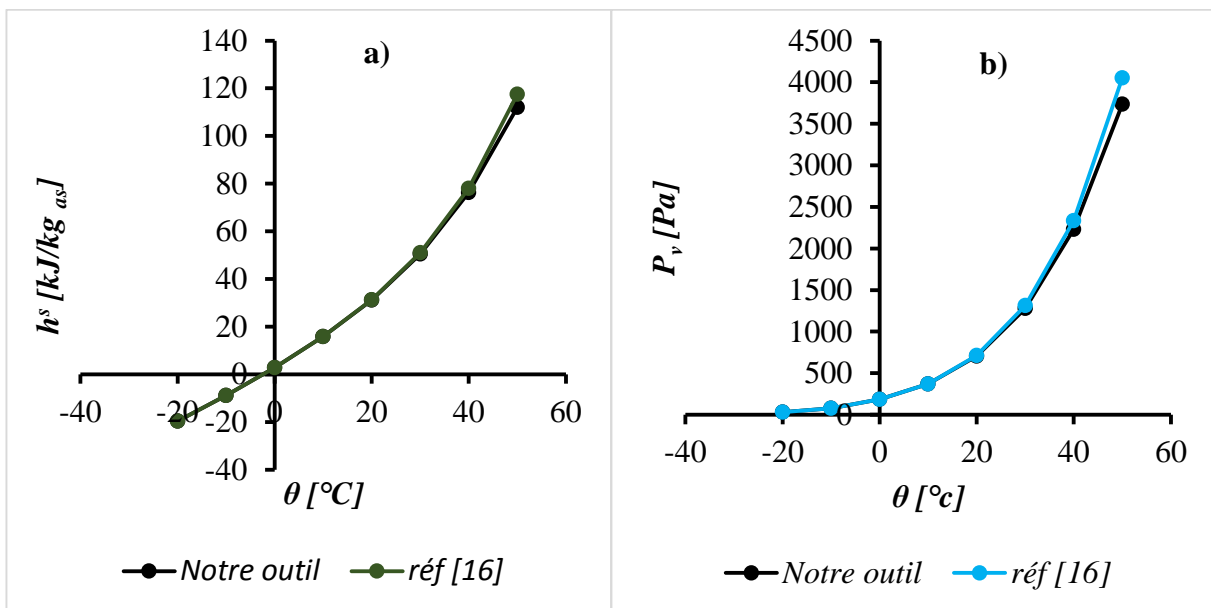 a)
140
120
100
80
60
40
20
0
-20
-40
-40 -20 0 20 40 60
hˢ [kJ/kg as]
θ [°C]
Notre outil réf [16]
b)
4500
4000
3500
3000
2500
2000
1500
1000
500
0
-40 -20 0 20 40 60
Pv [Pa]
θ [°c]
Notre outil réf [16]